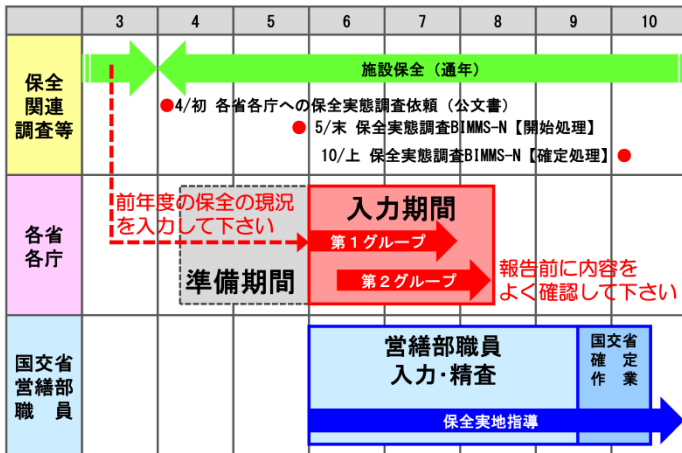 3 4 5 6 7 8 9 10
保全
関連
調査等
施設保全（通年）
4/初 各省各庁への保全実態調査依頼（公文書）
5/末 保全実態調査BIMMS-N【開始処理】
10/上 保全実態調査BIMMS-N【確定処理】
各省
各庁
前年度の保全の現況
を入力して下さい
準備期間
入力期間
第１グループ
第２グループ
報告前に内容を
よく確認して下さい
国交省
営繕部
職員
営繕部職員
入力・精査
国交省
確定
作業
保全実地指導